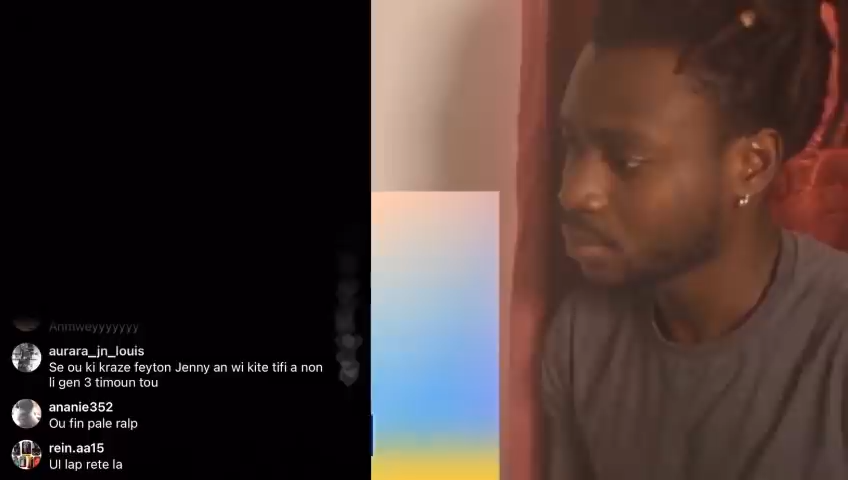 Anmweyyyyyyy
aurara_jn_louis
Se ou ki kraze feyton Jenny an wi kite tifi a non
li gen 3 timoun tou
ananie352
Ou fin pale ralp
rein.aa15
Ul lap rete la